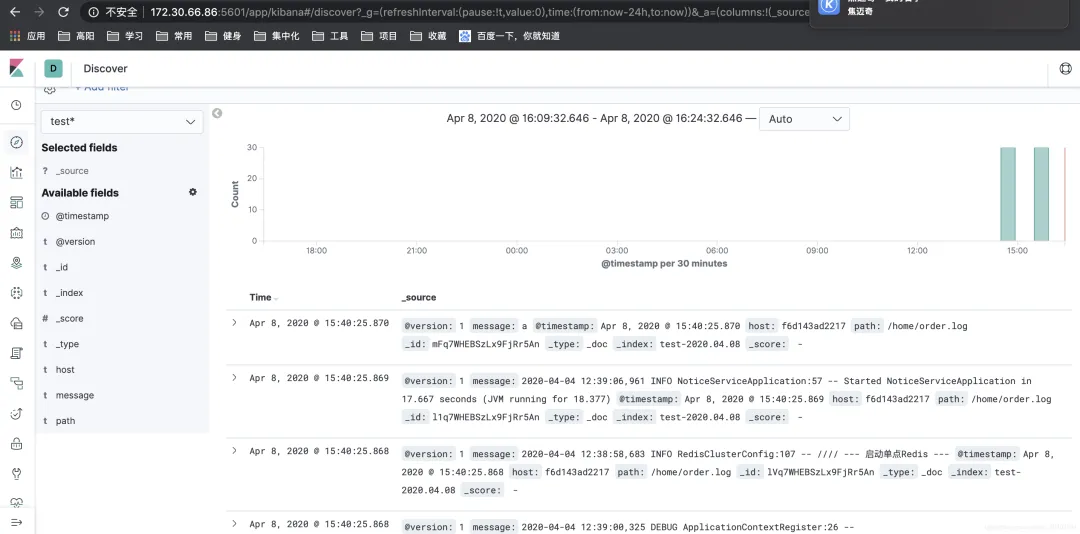 不安全 172.30.66.86:5601/app/kibana#/discover?_g=(refreshInterval:(pause:!t,value:0),time:(from:now-24h,to:now))&_a=(columns:!(_source
焦迈奇
应用 高阳 学习 常用 健身 集中化 工具 项目 收藏 百度一下，你就知道
D Discover
+ Add filter
test*
Apr 8, 2020 @ 16:09:32.646 - Apr 8, 2020 @ 16:24:32.646 — Auto
Selected fields
? _source
Available fields
@timestamp
t @version
t _id
t _index
# _score
t _type
t host
t message
t path
Count
30
20
10
0
18:00 21:00 00:00 03:00 06:00 09:00 12:00 15:00
@timestamp per 30 minutes
Time _source
Apr 8, 2020 @ 15:40:25.870 @version: 1 message: a @timestamp: Apr 8, 2020 @ 15:40:25.870 host: f6d143ad2217 path: /home/order.log
_id: mFq7WHEBSzLx9FjRr5An _type: _doc _index: test-2020.04.08 _score: -
Apr 8, 2020 @ 15:40:25.869 @version: 1 message: 2020-04-04 12:39:06,961 INFO NoticeServiceApplication:57 -- Started NoticeServiceApplication in
17.667 seconds (JVM running for 18.377) @timestamp: Apr 8, 2020 @ 15:40:25.869 host: f6d143ad2217 path: /home/order.log
_id: l1q7WHEBSzLx9FjRr5An _type: _doc _index: test-2020.04.08 _score: -
Apr 8, 2020 @ 15:40:25.868 @version: 1 message: 2020-04-04 12:38:58,683 INFO RedisClusterConfig:107 -- //// --- 启动单点Redis --- @timestamp: Apr 8,
2020 @ 15:40:25.868 host: f6d143ad2217 path: /home/order.log _id: lVq7WHEBSzLx9FjRr5An _type: _doc _index: test-
2020.04.08 _score: -
Apr 8, 2020 @ 15:40:25.868 @version: 1 message: 2020-04-04 12:39:00,325 DEBUG ApplicationContextRegister:26 --